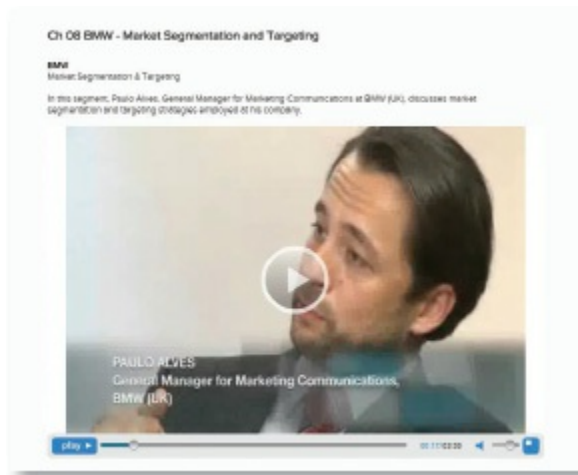 Ch 08 BMW - Market Segmentation and Targeting
BMW
Market Segmentation & Targeting
In this segment, Paulo Alves, General Manager for Marketing Communications at BMW (UK), discusses market
segmentation and targeting strategies employed at his company.
PAULO ALVES
General Manager for Marketing Communications,
BMW (UK)
play